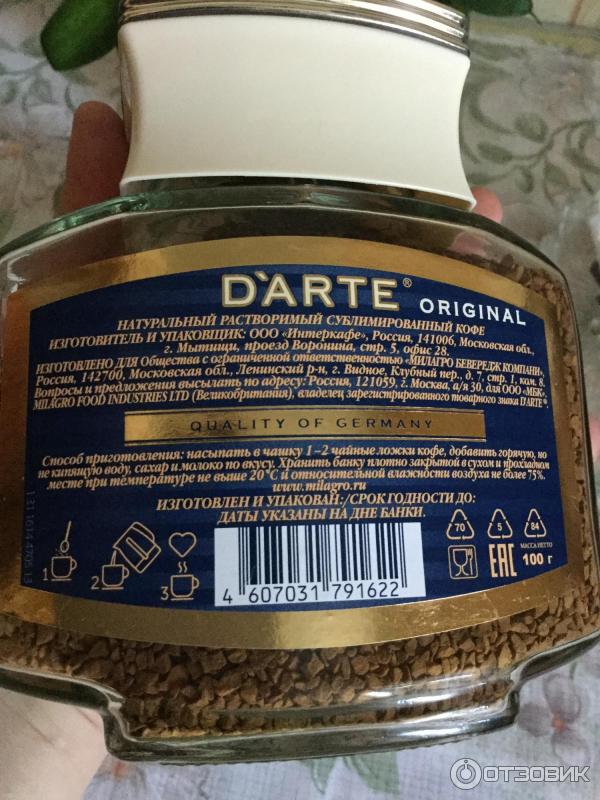 D'ARTE® ORIGINAL
НАТУРАЛЬНЫЙ РАСТВОРИМЫЙ СУБЛИМИРОВАННЫЙ КОФЕ
ИЗГОТОВИТЕЛЬ И УПАКОВЩИК: ООО «Интеркафе», Россия, 141006, Московская обл.,
г. Мытищи, проезд Воронина, стр. 5, офис 28.
ИЗГОТОВЛЕНО ДЛЯ Общества с ограниченной ответственностью «МИЛАГРО БЕВЕРЕДЖ КОМПАНИ»,
Россия, 142700, Московская обл., Ленинский р-н, г. Видное, Клубный пер., д. 7, стр. 1, ком. 8.
Вопросы и предложения высылать по адресу: Россия, 121059, г. Москва, а/я 30, для ООО «МБК».
MILAGRO FOOD INDUSTRIES LTD (Великобритания), владелец зарегистрированного товарного знака D'ARTE®.
QUALITY OF GERMANY
Способ приготовления: насыпать в чашку 1–2 чайные ложки кофе, добавить горячую, но
не кипящую воду, сахар и молоко по вкусу. Хранить банку плотно закрытой в сухом и прохладном
месте при температуре не выше 20°С и относительной влажности воздуха не более 75%.
www.milagro.ru
ИЗГОТОВЛЕН И УПАКОВАН:/СРОК ГОДНОСТИ ДО:
ДАТЫ УКАЗАНЫ НА ДНЕ БАНКИ.
1 2 3
4 607031 791622
70 5 84
EAC
МАССА НЕТТО
100 г
ОТЗОВИК